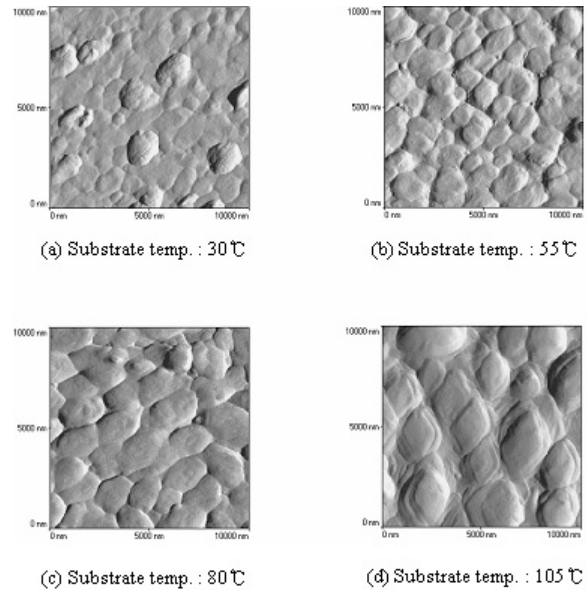 10000 nm
5000 nm
0 nm
0 nm 5000 nm 10000 nm
(a) Substrate temp. : 30℃
10000 nm
5000 nm
0 nm
0 nm 5000 nm 10000 nm
(b) Substrate temp. : 55℃
10000 nm
5000 nm
0 nm
0 nm 5000 nm 10000 nm
(c) Substrate temp. : 80℃
10000 nm
5000 nm
0 nm
0 nm 5000 nm 10000 nm
(d) Substrate temp. : 105℃